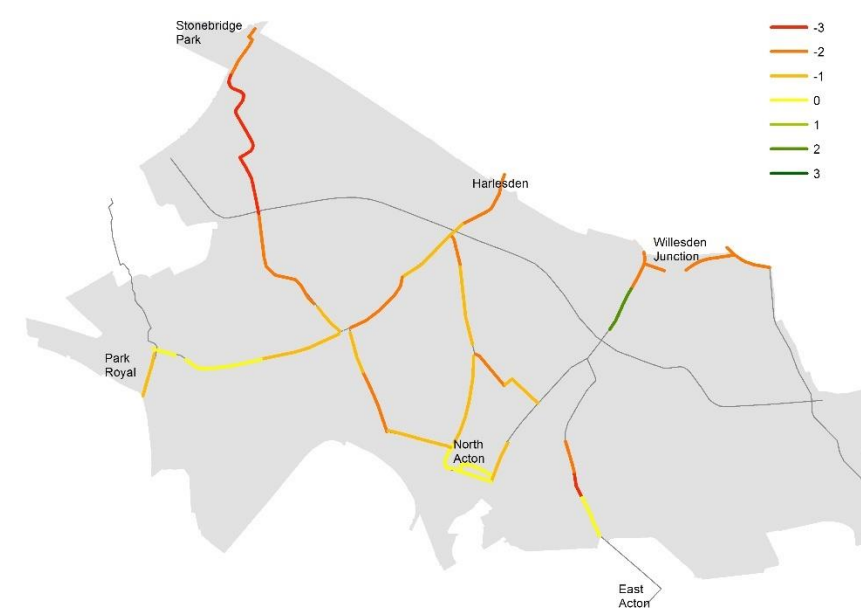 Stonebridge
Park
-3
-2
-1
0
1
2
3
Harlesden
Willesden
Junction
Park
Royal
North
Acton
East
Acton